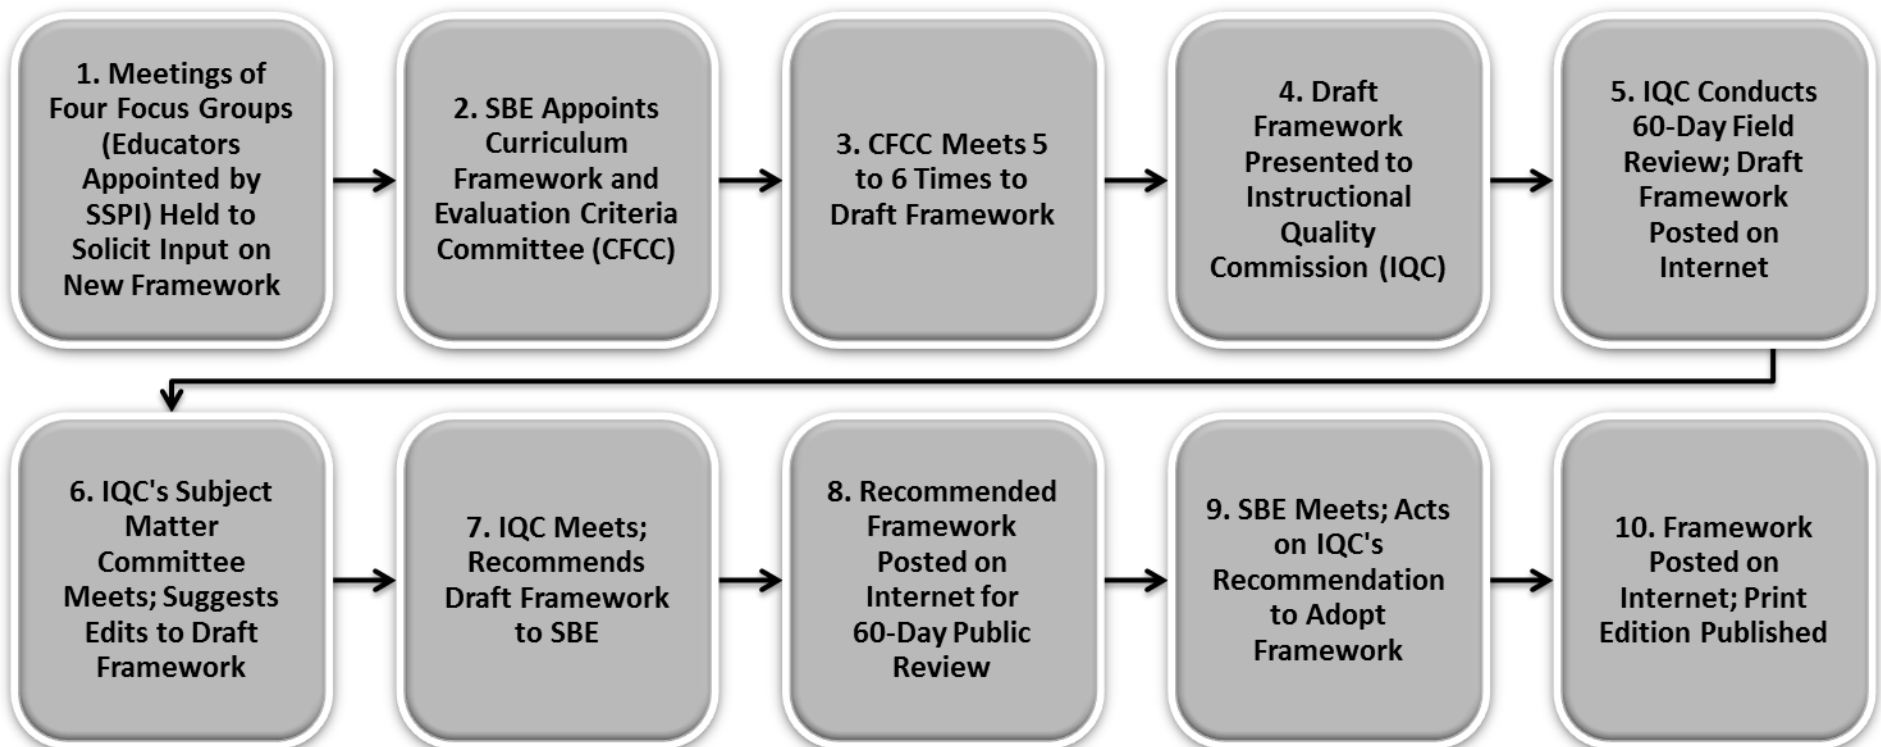 1. Meetings of
Four Focus Groups
(Educators
Appointed by
SSPI) Held to
Solicit Input on
New Framework
2. SBE Appoints
Curriculum
Framework and
Evaluation Criteria
Committee (CFCC)
3. CFCC Meets 5
to 6 Times to
Draft Framework
4. Draft
Framework
Presented to
Instructional
Quality
Commission (IQC)
5. IQC Conducts
60-Day Field
Review; Draft
Framework
Posted on
Internet
6. IQC's Subject
Matter
Committee
Meets; Suggests
Edits to Draft
Framework
7. IQC Meets;
Recommends
Draft Framework
to SBE
8. Recommended
Framework
Posted on
Internet for
60-Day Public
Review
9. SBE Meets; Acts
on IQC's
Recommendation
to Adopt
Framework
10. Framework
Posted on
Internet; Print
Edition Published